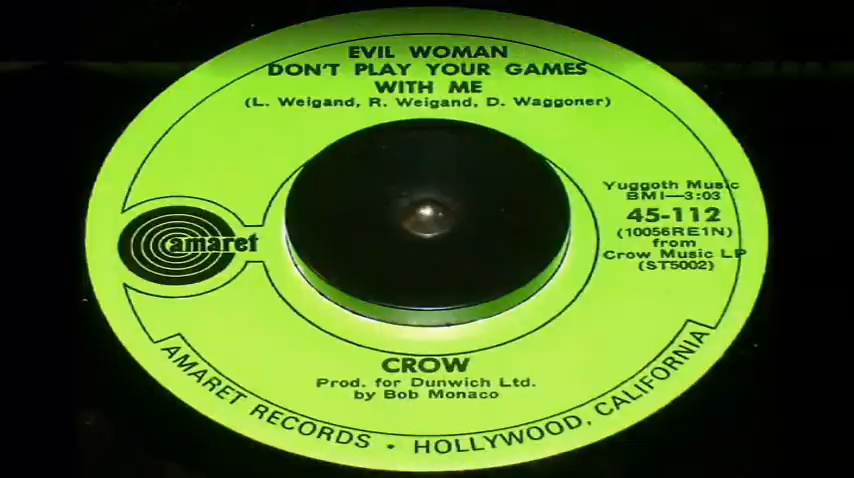 EVIL WOMAN
DON'T PLAY YOUR GAMES
WITH ME
(L. Weigand, R. Weigand, D. Waggoner)
Yuggoth Music
BMI—3:03
45-112
(10056RE1N)
from
Crow Music LP
(ST5002)
amaret
CROW
Prod. for Dunwich Ltd.
by Bob Monaco
AMARET RECORDS • HOLLYWOOD, CALIFORNIA